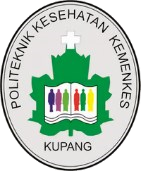 POLITEKNIK KESEHATAN KEMENKES
KUPANG